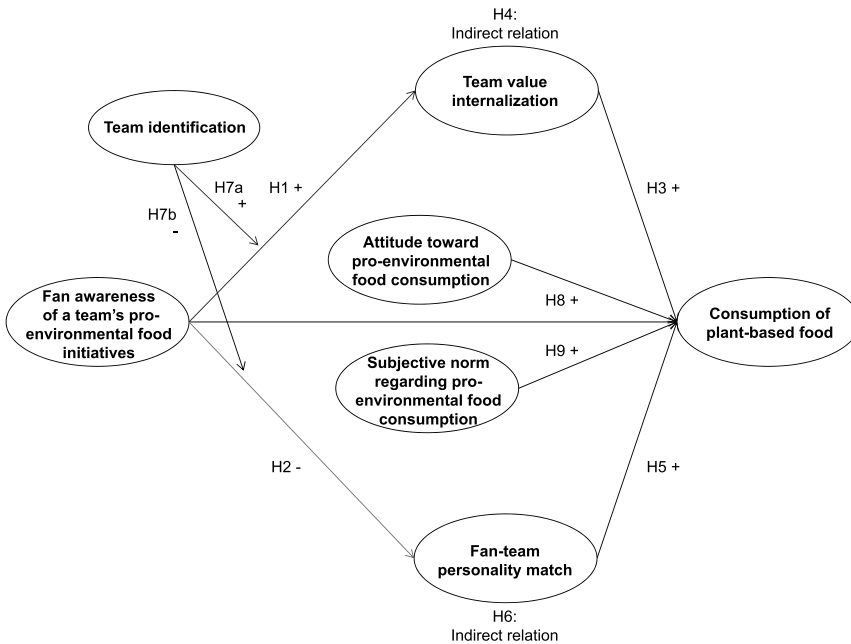 H4:
Indirect relation
Team value
internalization
Team identification
H7a
+
H1 +
H7b
-
H3 +
Attitude toward
pro-environmental
food consumption
Fan awareness
of a team's pro-
environmental food
initiatives
H8 +
Consumption of
plant-based food
H9 +
Subjective norm
regarding pro-
environmental food
consumption
H2 -
H5 +
Fan-team
personality match
H6:
Indirect relation